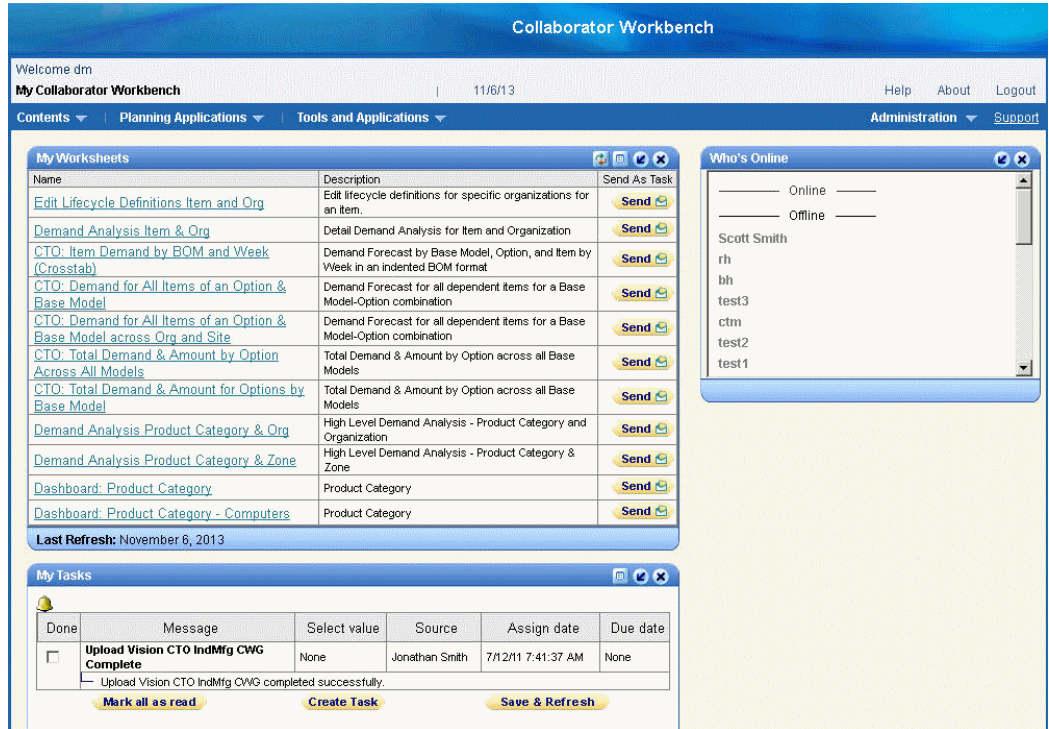 Collaborator Workbench
Welcome dm
My Collaborator Workbench | 11/6/13 Help About Logout
Contents | Planning Applications | Tools and Applications Administration Support
My Worksheets
Name Description Send As Task
Edit Lifecycle Definitions Item and Org
Edit lifecycle definitions for specific organizations for
an item.
Send
Demand Analysis Item & Org
Detail Demand Analysis for Item and Organization
Send
CTO: Item Demand by BOM and Week
(Crosstab)
Demand Forecast by Base Model, Option, and Item by
Week in an indented BOM format
Send
CTO: Demand for All Items of an Option &
Base Model
Demand Forecast for all dependent items for a Base
Model-Option combination
Send
CTO: Demand for All Items of an Option &
Base Model across Org and Site
Demand Forecast for all dependent items for a Base
Model-Option combination
Send
CTO: Total Demand & Amount by Option
Across All Models
Total Demand & Amount by Option across all Base
Models
Send
CTO: Total Demand & Amount for Options by
Base Model
Total Demand & Amount by Option across all Base
Models
Send
Demand Analysis Product Category & Org
High Level Demand Analysis - Product Category and
Organization
Send
Demand Analysis Product Category & Zone
High Level Demand Analysis - Product Category &
Zone
Send
Dashboard: Product Category
Product Category
Send
Dashboard: Product Category - Computers
Product Category
Send
Last Refresh: November 6, 2013
Who's Online
Online
Offline
Scott Smith
rh
bh
test3
ctm
test2
test1
My Tasks
Done Message Select value Source Assign date Due date
Upload Vision CTO IndMfg CWG
Complete
None Jonathan Smith 7/12/11 7:41:37 AM None
Upload Vision CTO IndMfg CWG completed successfully.
Mark all as read Create Task Save & Refresh